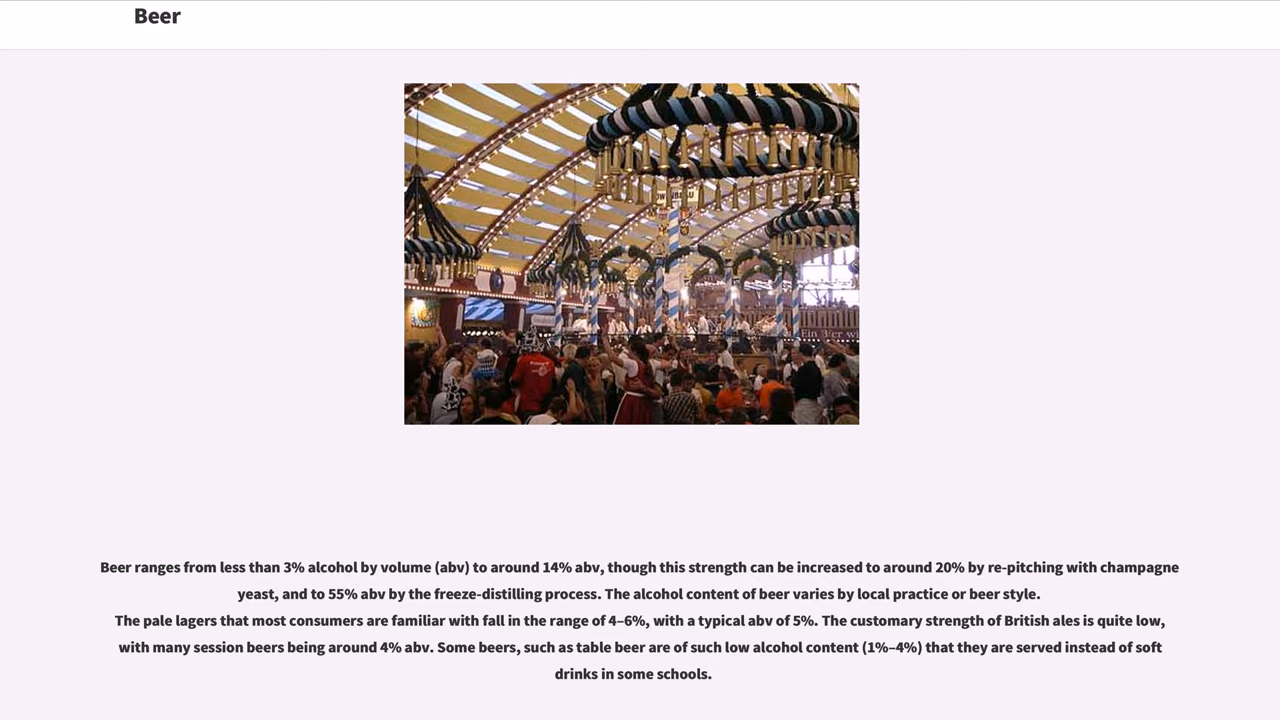 Beer
Ein Bier
Beer ranges from less than 3% alcohol by volume (abv) to around 14% abv, though this strength can be increased to around 20% by re-pitching with champagne
yeast, and to 55% abv by the freeze-distilling process. The alcohol content of beer varies by local practice or beer style.
The pale lagers that most consumers are familiar with fall in the range of 4–6%, with a typical abv of 5%. The customary strength of British ales is quite low,
with many session beers being around 4% abv. Some beers, such as table beer are of such low alcohol content (1%–4%) that they are served instead of soft
drinks in some schools.